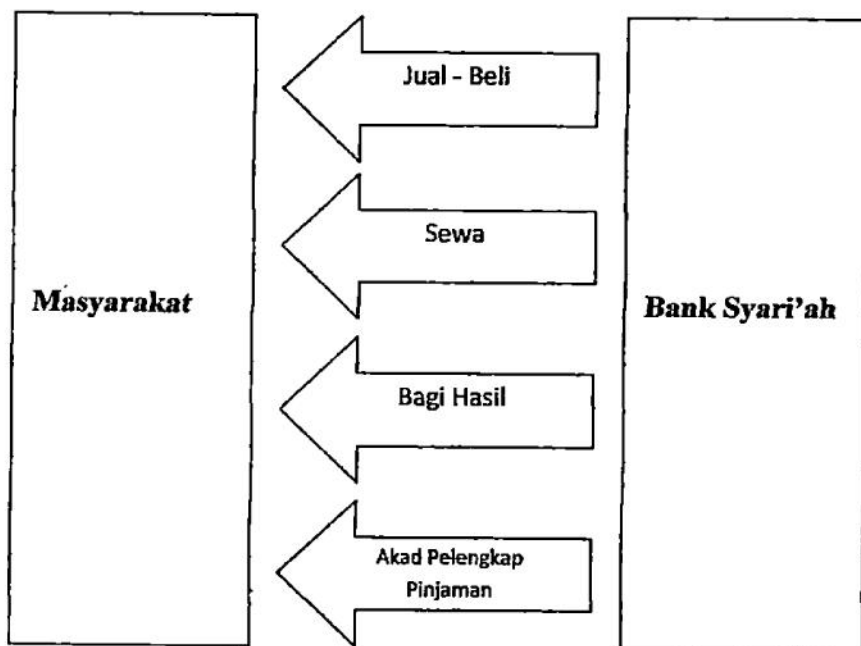 Jual - Beli
Sewa
Masyarakat
Bank Syari'ah
Bagi Hasil
Akad Pelengkap
Pinjaman